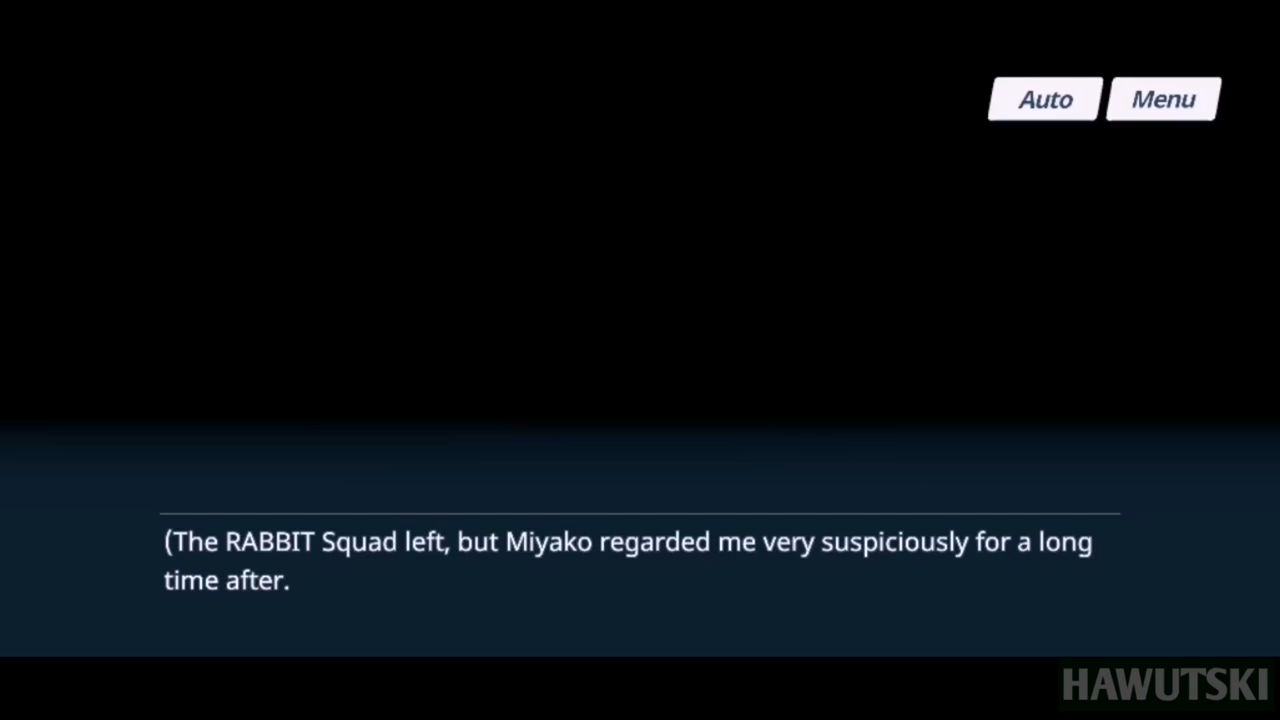 Auto
Menu
(The RABBIT Squad left, but Miyako regarded me very suspiciously for a long
time after.
HAWUTSKI